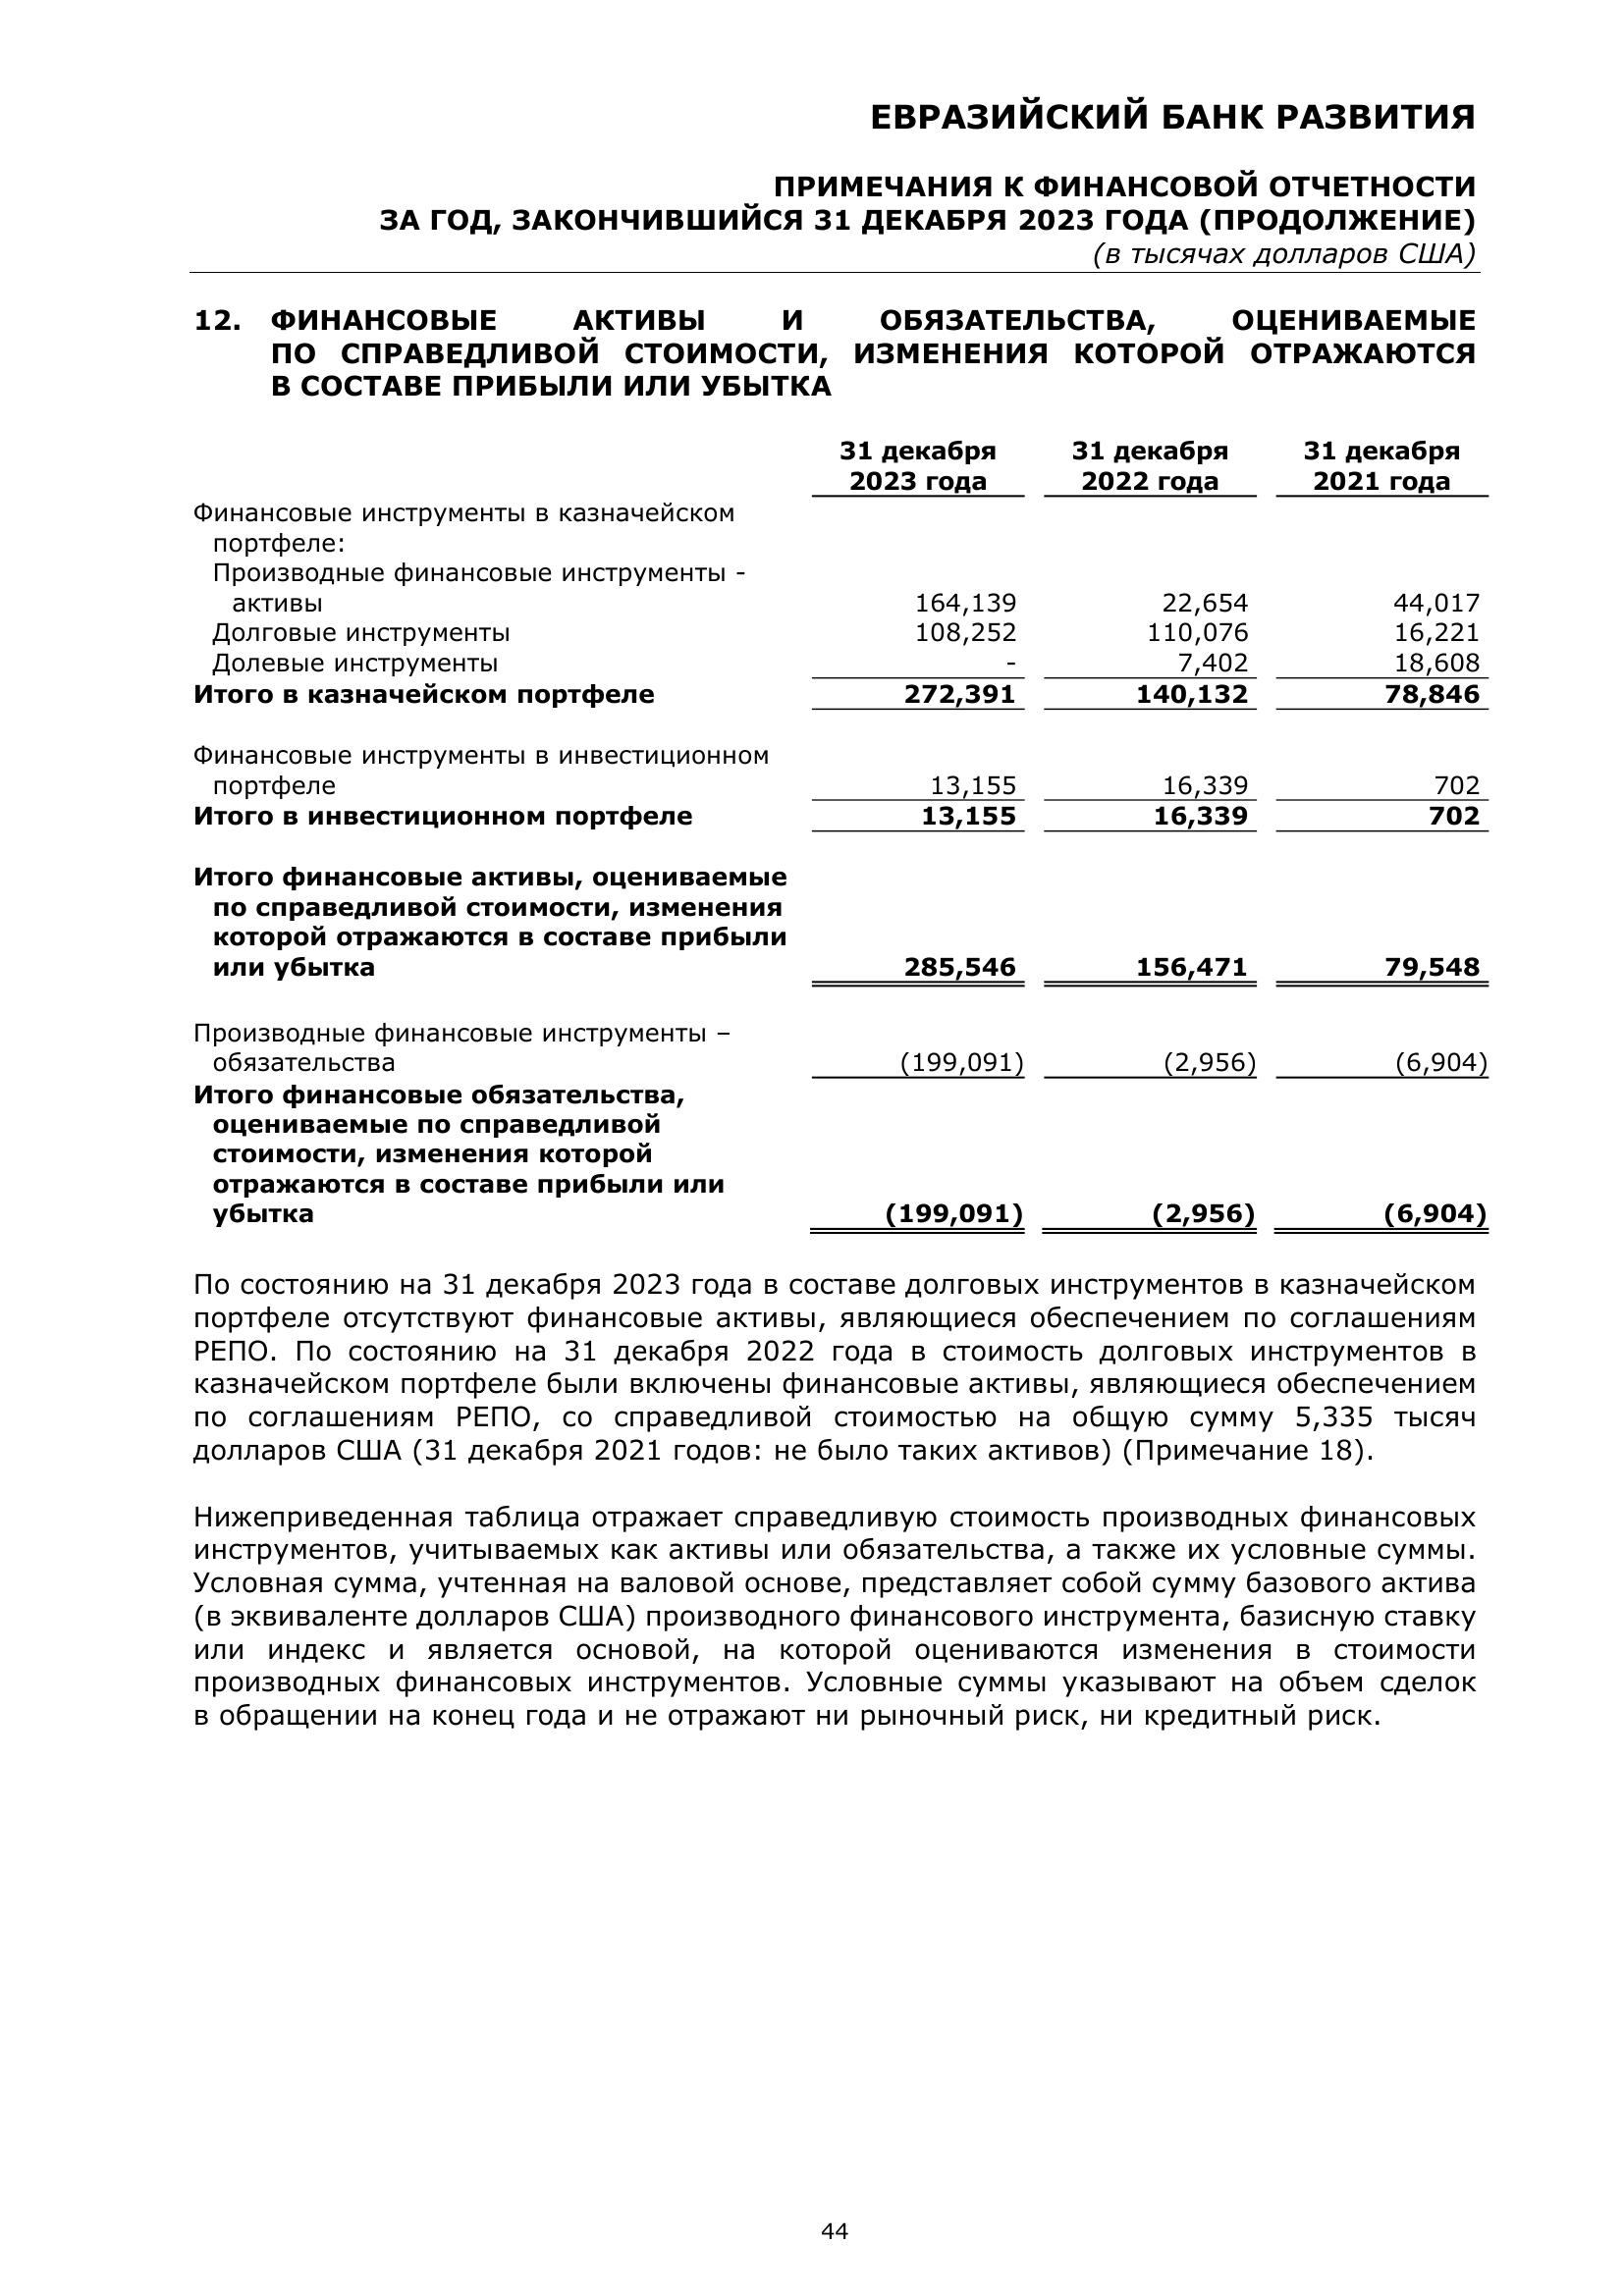 ЕВРАЗИЙСКИЙ БАНК РАЗВИТИЯ
ПРИМЕЧАНИЯ К ФИНАНСОВОЙ ОТЧЕТНОСТИ
ЗА ГОД, ЗАКОНЧИВШИЙСЯ 31 ДЕКАБРЯ 2023 ГОДА (ПРОДОЛЖЕНИЕ)
(в тысячах долларов США)
12. ФИНАНСОВЫЕ АКТИВЫ И ОБЯЗАТЕЛЬСТВА, ОЦЕНИВАЕМЫЕ
ПО СПРАВЕДЛИВОЙ СТОИМОСТИ, ИЗМЕНЕНИЯ КОТОРОЙ ОТРАЖАЮТСЯ
В СОСТАВЕ ПРИБЫЛИ ИЛИ УБЫТКА
31 декабря 31 декабря 31 декабря
2023 года 2022 года 2021 года
Финансовые инструменты в казначейском
портфеле:
Производные финансовые инструменты -
активы 164,139 22,654 44,017
Долговые инструменты 108,252 110,076 16,221
Долевые инструменты - 7,402 18,608
Итого в казначейском портфеле 272,391 140,132 78,846
Финансовые инструменты в инвестиционном
портфеле 13,155 16,339 702
Итого в инвестиционном портфеле 13,155 16,339 702
Итого финансовые активы, оцениваемые
по справедливой стоимости, изменения
которой отражаются в составе прибыли
или убытка 285,546 156,471 79,548
Производные финансовые инструменты –
обязательства (199,091) (2,956) (6,904)
Итого финансовые обязательства,
оцениваемые по справедливой
стоимости, изменения которой
отражаются в составе прибыли или
убытка (199,091) (2,956) (6,904)
По состоянию на 31 декабря 2023 года в составе долговых инструментов в казначейском
портфеле отсутствуют финансовые активы, являющиеся обеспечением по соглашениям
РЕПО. По состоянию на 31 декабря 2022 года в стоимость долговых инструментов в
казначейском портфеле были включены финансовые активы, являющиеся обеспечением
по соглашениям РЕПО, со справедливой стоимостью на общую сумму 5,335 тысяч
долларов США (31 декабря 2021 годов: не было таких активов) (Примечание 18).
Нижеприведенная таблица отражает справедливую стоимость производных финансовых
инструментов, учитываемых как активы или обязательства, а также их условные суммы.
Условная сумма, учтенная на валовой основе, представляет собой сумму базового актива
(в эквиваленте долларов США) производного финансового инструмента, базисную ставку
или индекс и является основой, на которой оцениваются изменения в стоимости
производных финансовых инструментов. Условные суммы указывают на объем сделок
в обращении на конец года и не отражают ни рыночный риск, ни кредитный риск.
44